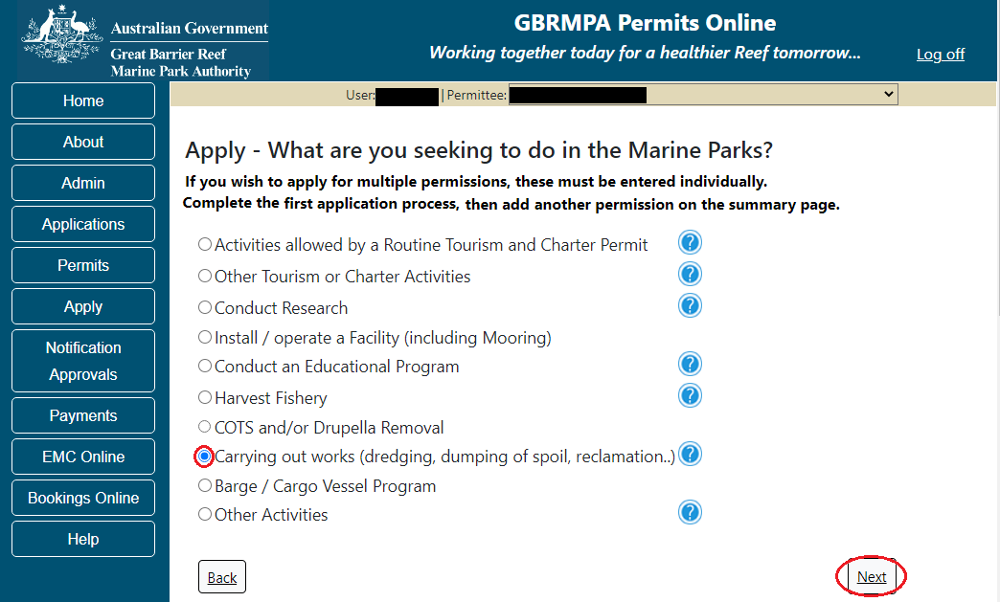 Australian Government
Great Barrier Reef
Marine Park Authority
GBRMPA Permits Online
Working together today for a healthier Reef tomorrow...
Log off
Home
About
Admin
Applications
Permits
Apply
Notification
Approvals
Payments
EMC Online
Bookings Online
Help
User: | Permittee:
Apply - What are you seeking to do in the Marine Parks?
If you wish to apply for multiple permissions, these must be entered individually.
Complete the first application process, then add another permission on the summary page.
Activities allowed by a Routine Tourism and Charter Permit ?
Other Tourism or Charter Activities ?
Conduct Research ?
Install / operate a Facility (including Mooring)
Conduct an Educational Program ?
Harvest Fishery ?
COTS and/or Drupella Removal
Carrying out works (dredging, dumping of spoil, reclamation..) ?
Barge / Cargo Vessel Program
Other Activities ?
Back
Next